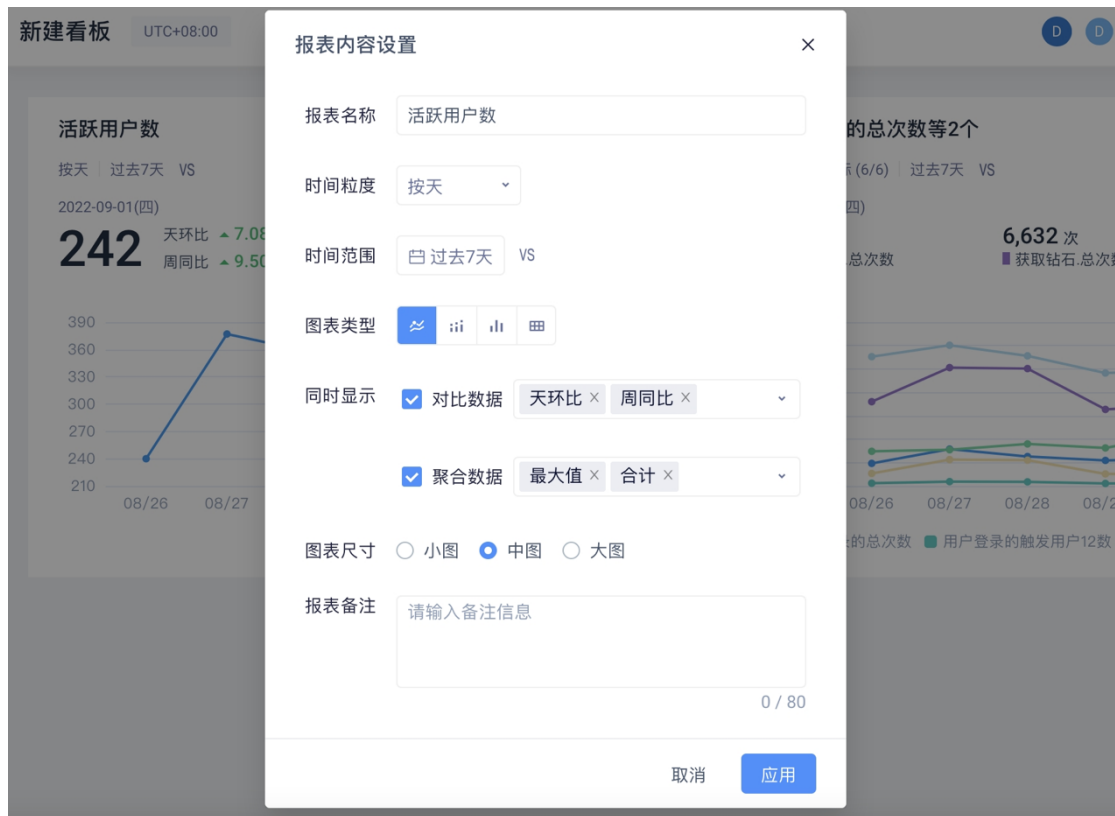 新建看板 UTC+08:00
D D
活跃用户数
按天 过去7天 VS
2022-09-01(四)
242
天环比 7.08
周同比 9.50
390
360
330
300
270
240
210
08/26 08/27
报表内容设置 ×
报表名称 活跃用户数
时间粒度 按天
时间范围 过去7天 VS
图表类型
同时显示 对比数据 天环比 × 周同比 ×
聚合数据 最大值 × 合计 ×
图表尺寸 小图 中图 大图
报表备注 请输入备注信息
0 / 80
取消 应用
的总次数等2个
(6/6) 过去7天 VS
四)
6,632 次
.总次数 获取钻石.总次数
08/26 08/27 08/28 08/2
的总次数 用户登录的触发用户12数